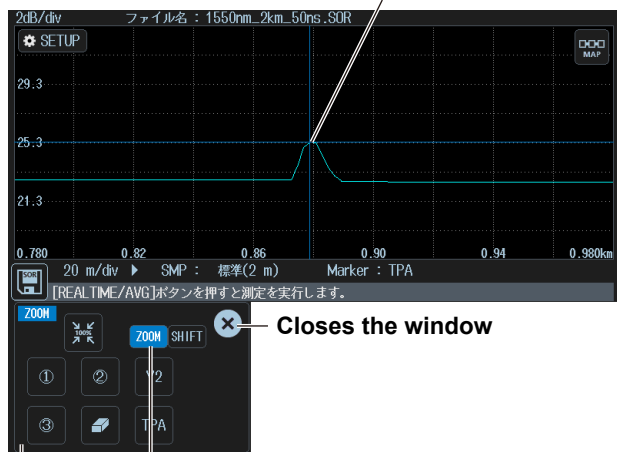 2dB/div ファイル名：1550nm_2km_50ns.SOR
SETUP
MAP
29.3
25.3
21.3
0.780 0.82 0.86 0.90 0.94 0.980km
SOR
20 m/div ▶ SMP： 標準(2 m) Marker：TPA
[REALTIME/AVG]ボタンを押すと測定を実行します。
ZOOM
100%
ZOOM SHIFT
Closes the window
① ②
③ TPA